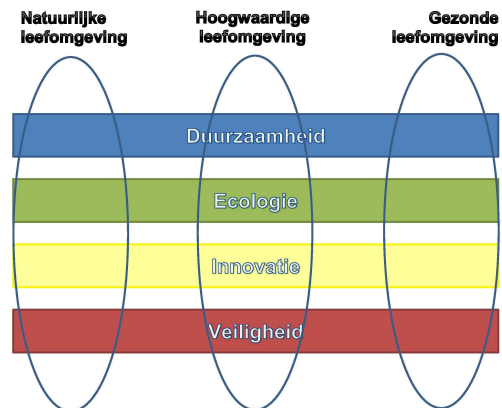 Natuurlijke
leefomgeving
Hoogwaardige
leefomgeving
Gezonde
leefomgeving
Duurzaamheid
Ecologie
Innovatie
Veiligheid